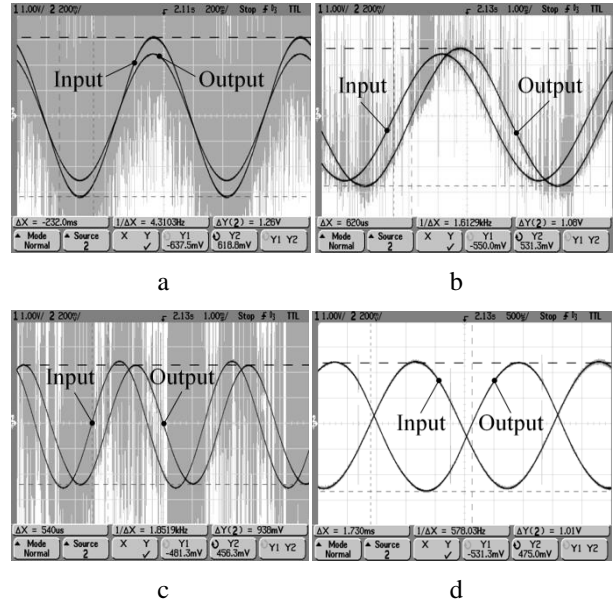 1 1.00V/ 2 200mV/ 2.11s Stop TTL
Input Output
ΔX = -232.0ms 1/ΔX = 4.3103Hz ΔY(2) = 1.26V
Mode Normal Source 2 X Y ✓ Y1 -637.5mV Y2 618.8mV Y1 Y2
a
1 1.00V/ 2 200mV/ 2.13s Stop TTL
Input Output
ΔX = 620us 1/ΔX = 1.6129kHz ΔY(2) = 1.08V
Mode Normal Source 2 X Y ✓ Y1 -550.0mV Y2 531.3mV Y1 Y2
b
1 1.00V/ 2 200mV/ 2.13s Stop TTL
Input Output
ΔX = 540us 1/ΔX = 1.8519kHz ΔY(2) = 938mV
Mode Normal Source 2 X Y ✓ Y1 -481.3mV Y2 456.3mV Y1 Y2
c
1 1.00V/ 2 200mV/ 2.13s Stop TTL
Input Output
ΔX = 1.730ms 1/ΔX = 578.03Hz ΔY(2) = 1.01V
Mode Normal Source 2 X Y ✓ Y1 -531.3mV Y2 475.0mV Y1 Y2
d